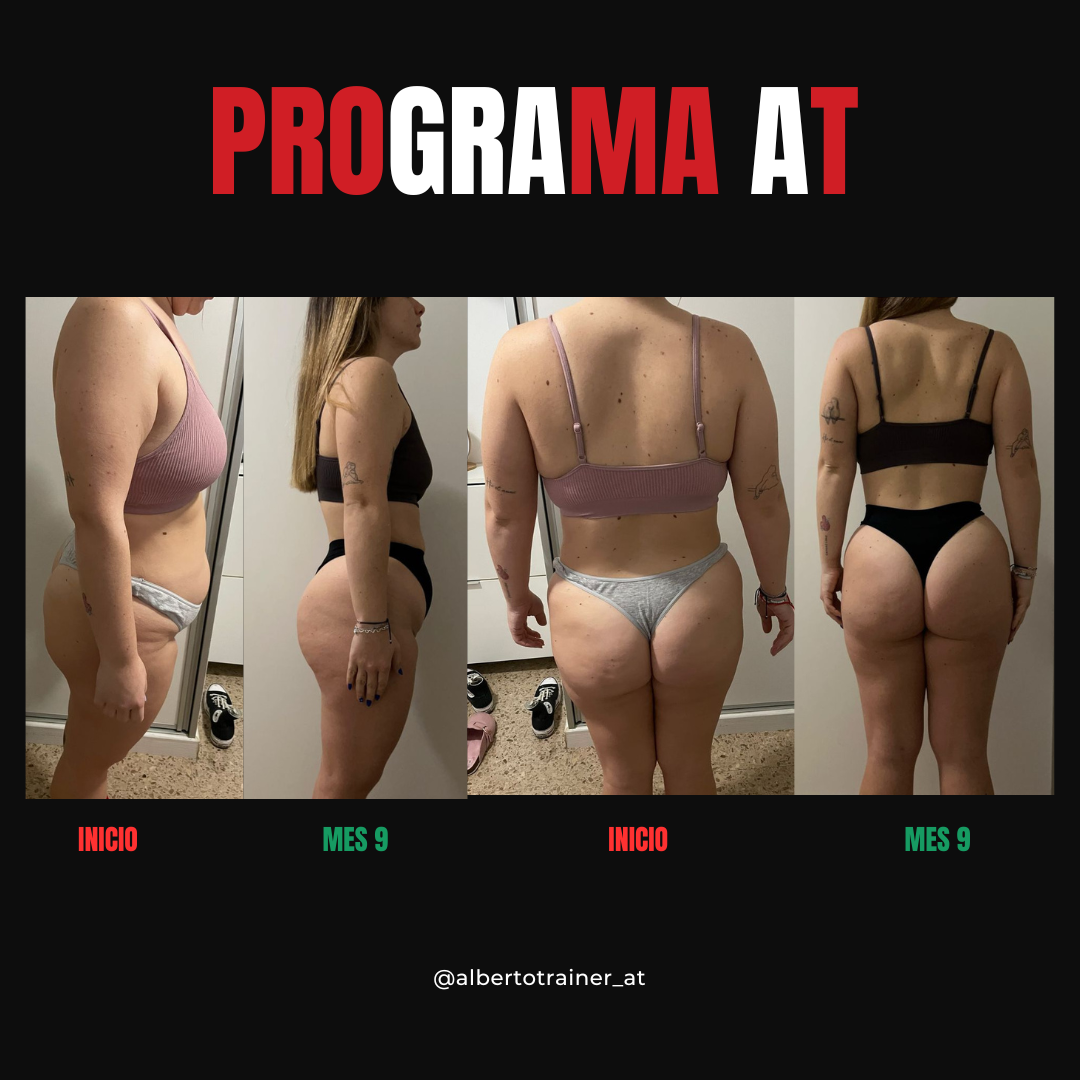 PROGRAMA AT
INICIO
MES 9
INICIO
MES 9
@albertotrainer_at